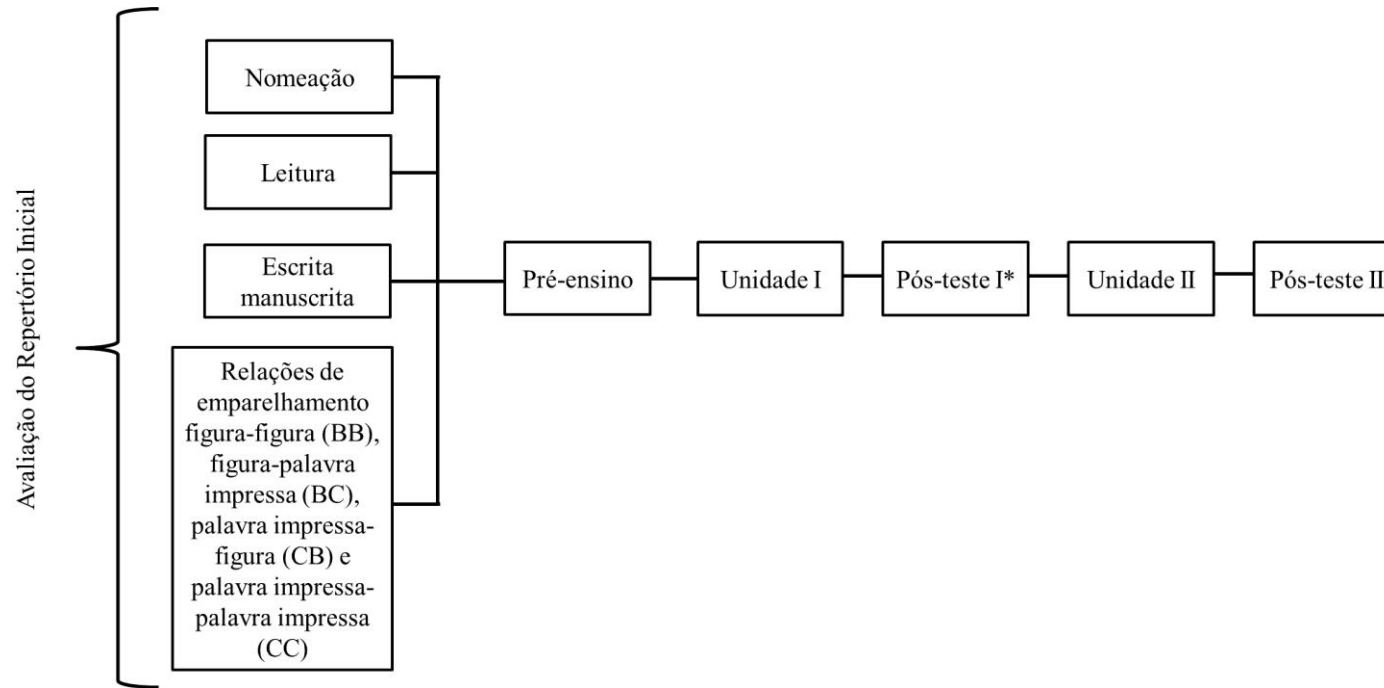 Avaliação do Repertório Inicial
Nomeação
Leitura
Escrita
manuscrita
Relações de
emparelhamento
figura-figura (BB),
figura-palavra
impressa (BC),
palavra impressa-
figura (CB) e
palavra impressa-
palavra impressa
(CC)
Pré-ensino
Unidade I
Pós-teste I*
Unidade II
Pós-teste II